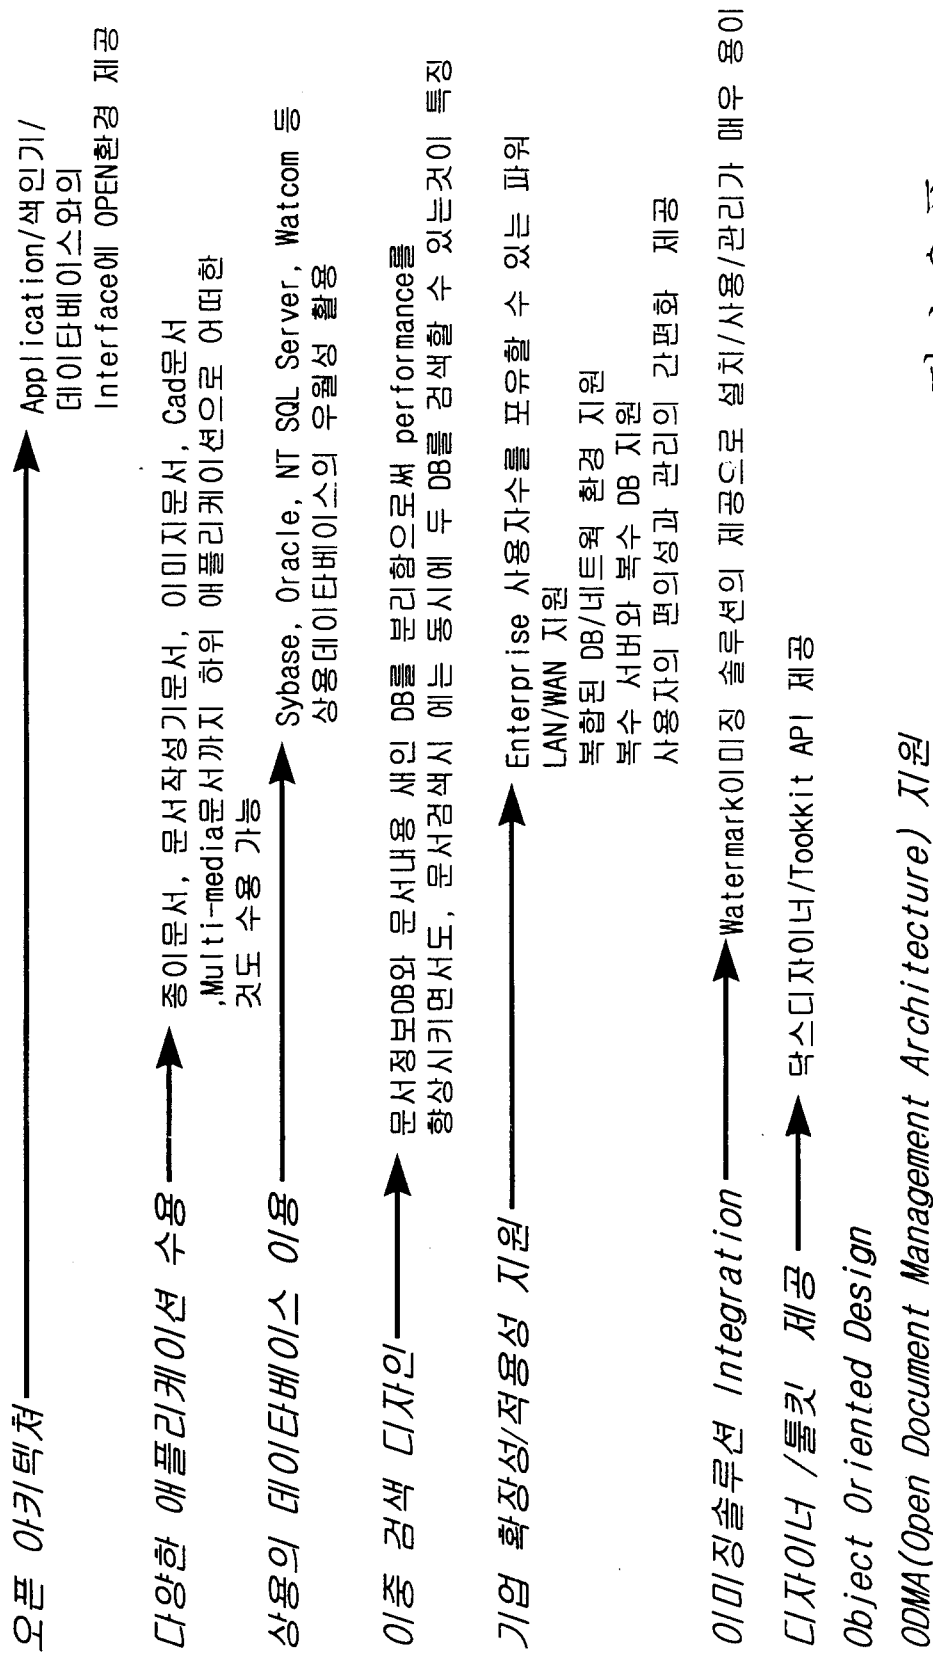 오픈 아키텍쳐 → Application/색인기/
데이타베이스와의
Interface에 OPEN환경 제공
다양한 애플리케이션 수용 → 종이문서, 문서작성기문서, 이미지문서, Cad문서
,Multi-media문서까지 하위 애플리케이션으로 어떠한
것도 수용 가능
상용의 데이타베이스 이용 → Sybase, Oracle, NT SQL Server, Watcom 등
상용데이타베이스의 우월성 활용
이중 검색 디자인 → 문서정보DB와 문서내용 색인 DB를 분리함으로써 performance를
향상시키면서도, 문서검색시 에는 동시에 두 DB를 검색할 수 있는것이 특징
기업 확장성/적용성 지원 → Enterprise 사용자수를 포유할 수 있는 파워
LAN/WAN 지원
복합된 DB/네트웍 환경 지원
복수 서버와 복수 DB 지원
사용자의 편의성과 관리의 간편화 제공
이미징솔루션 Integration → Watermark이미징 솔루션의 제공으로 설치/사용/관리가 매우 용이
디자이너 /툴킷 제공 → 닥스디자이너/Tookkit API 제공
Object Oriented Design
ODMA(Open Document Management Architecture) 지원